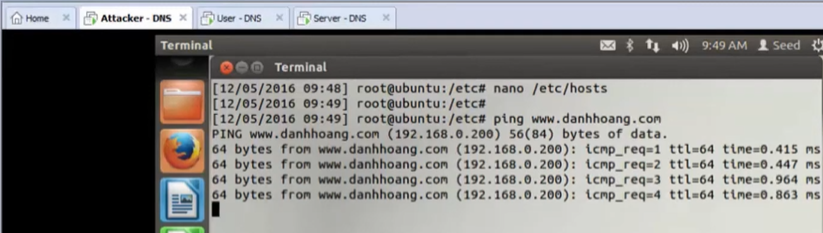 Home
Attacker - DNS
User - DNS
Server - DNS
Terminal
9:49 AM
Seed
Terminal
[12/05/2016 09:48] root@ubuntu:/etc# nano /etc/hosts
[12/05/2016 09:49] root@ubuntu:/etc#
[12/05/2016 09:49] root@ubuntu:/etc# ping www.danhhoang.com
PING www.danhhoang.com (192.168.0.200) 56(84) bytes of data.
64 bytes from www.danhhoang.com (192.168.0.200): icmp_req=1 ttl=64 time=0.415 ms
64 bytes from www.danhhoang.com (192.168.0.200): icmp_req=2 ttl=64 time=0.447 ms
64 bytes from www.danhhoang.com (192.168.0.200): icmp_req=3 ttl=64 time=0.964 ms
64 bytes from www.danhhoang.com (192.168.0.200): icmp_req=4 ttl=64 time=0.863 ms